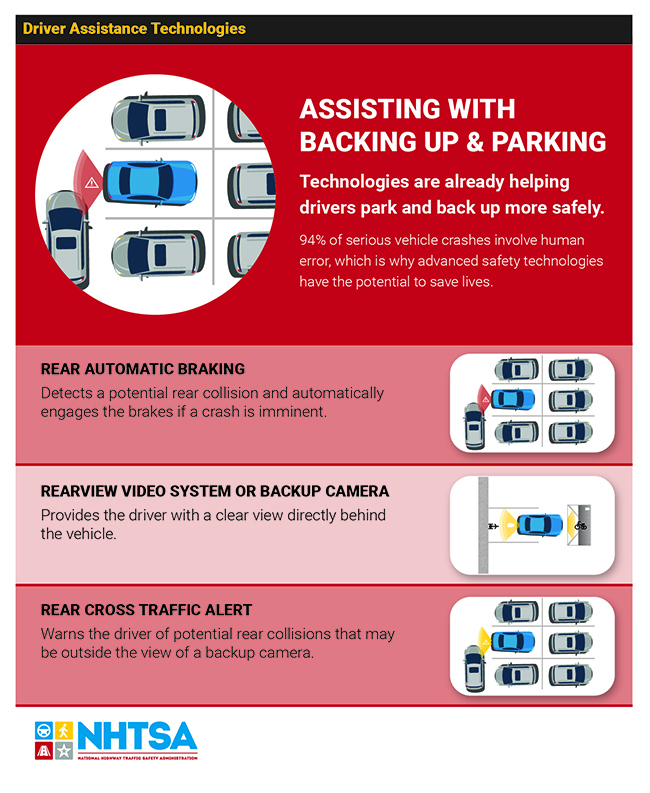 Driver Assistance Technologies
ASSISTING WITH
BACKING UP & PARKING
Technologies are already helping
drivers park and back up more safely.
94% of serious vehicle crashes involve human
error, which is why advanced safety technologies
have the potential to save lives.
REAR AUTOMATIC BRAKING
Detects a potential rear collision and automatically
engages the brakes if a crash is imminent.
REARVIEW VIDEO SYSTEM OR BACKUP CAMERA
Provides the driver with a clear view directly behind
the vehicle.
REAR CROSS TRAFFIC ALERT
Warns the driver of potential rear collisions that may
be outside the view of a backup camera.
NHTSA
NATIONAL HIGHWAY TRAFFIC SAFETY ADMINISTRATION